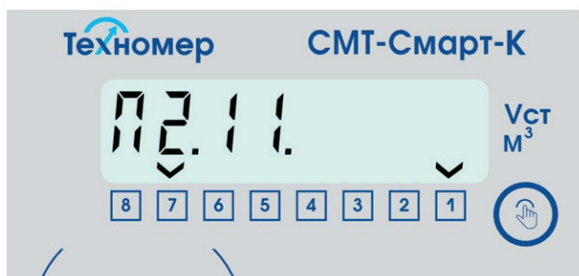 Техномер
СМТ-Смарт-К
П2.11.
Vст
м³
8 7 6 5 4 3 2 1